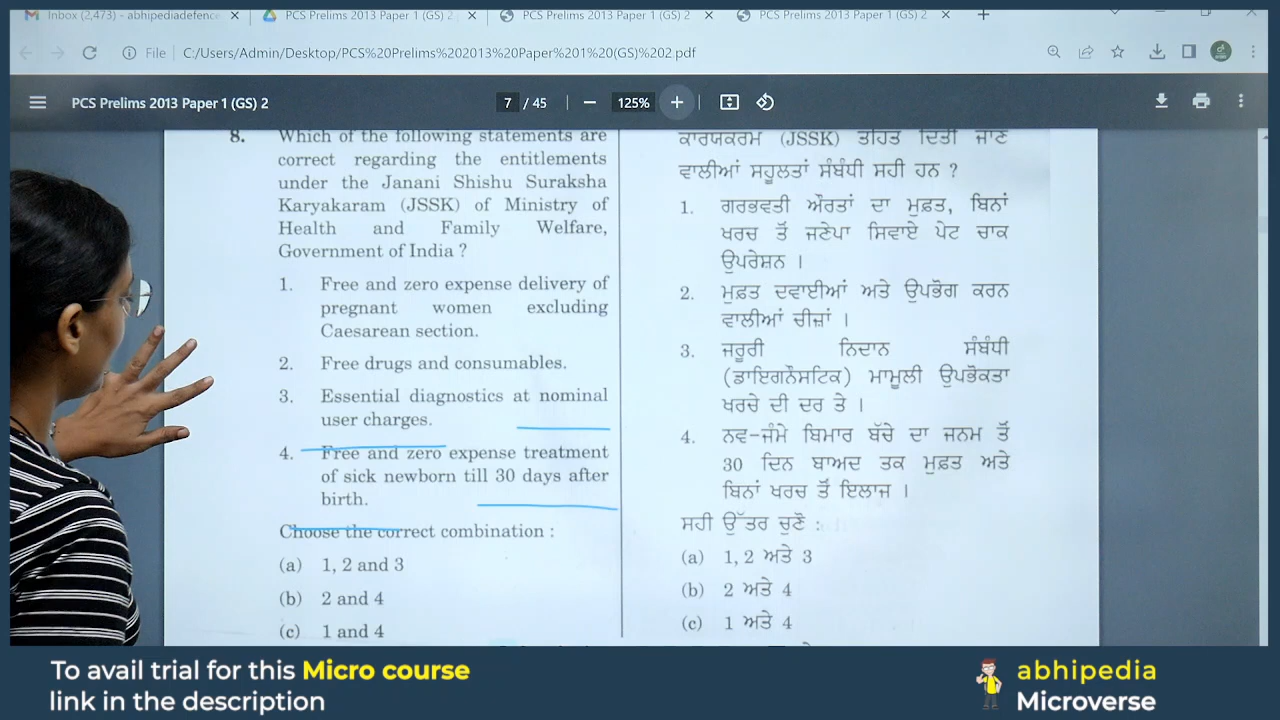 Inbox (2,473) - abhipediadefence
PCS Prelims 2013 Paper 1 (GS) 2
PCS Prelims 2013 Paper 1 (GS) 2
PCS Prelims 2013 Paper 1 (GS) 2
File C:/Users/Admin/Desktop/PCS%20Prelims%202013%20Paper%201%20(GS)%202.pdf
PCS Prelims 2013 Paper 1 (GS) 2
7 / 45
125%
8. Which of the following statements are
correct regarding the entitlements
under the Janani Shishu Suraksha
Karyakaram (JSSK) of Ministry of
Health and Family Welfare,
Government of India ?
1. Free and zero expense delivery of
pregnant women excluding
Caesarean section.
2. Free drugs and consumables.
3. Essential diagnostics at nominal
user charges.
4. Free and zero expense treatment
of sick newborn till 30 days after
birth.
Choose the correct combination :
(a) 1, 2 and 3
(b) 2 and 4
(c) 1 and 4
ਕਾਰਯਕਰਮ (JSSK) ਤਹਿਤ ਦਿਤੀ ਜਾਣ
ਵਾਲੀਆਂ ਸਹੂਲਤਾਂ ਸੰਬੰਧੀ ਸਹੀ ਹਨ ?
1. ਗਰਭਵਤੀ ਔਰਤਾਂ ਦਾ ਮੁਫ਼ਤ, ਬਿਨਾਂ
ਖਰਚ ਤੋਂ ਜਣੇਪਾ ਸਿਵਾਏ ਪੇਟ ਚਾਕ
ਉਪਰੇਸ਼ਨ ।
2. ਮੁਫ਼ਤ ਦਵਾਈਆਂ ਅਤੇ ਉਪਭੋਗ ਕਰਨ
ਵਾਲੀਆਂ ਚੀਜ਼ਾਂ ।
3. ਜਰੂਰੀ ਨਿਦਾਨ ਸੰਬੰਧੀ
(ਡਾਇਗਨੌਸਟਿਕ) ਮਾਮੂਲੀ ਉਪਭੋਕਤਾ
ਖਰਚੇ ਦੀ ਦਰ ਤੇ ।
4. ਨਵ-ਜੰਮੇ ਬਿਮਾਰ ਬੱਚੇ ਦਾ ਜਨਮ ਤੋਂ
30 ਦਿਨ ਬਾਅਦ ਤਕ ਮੁਫ਼ਤ ਅਤੇ
ਬਿਨਾਂ ਖਰਚ ਤੋਂ ਇਲਾਜ ।
ਸਹੀ ਉੱਤਰ ਚੁਣੋ :
(a) 1, 2 ਅਤੇ 3
(b) 2 ਅਤੇ 4
(c) 1 ਅਤੇ 4
To avail trial for this Micro course
link in the description
abhipedia
Microverse